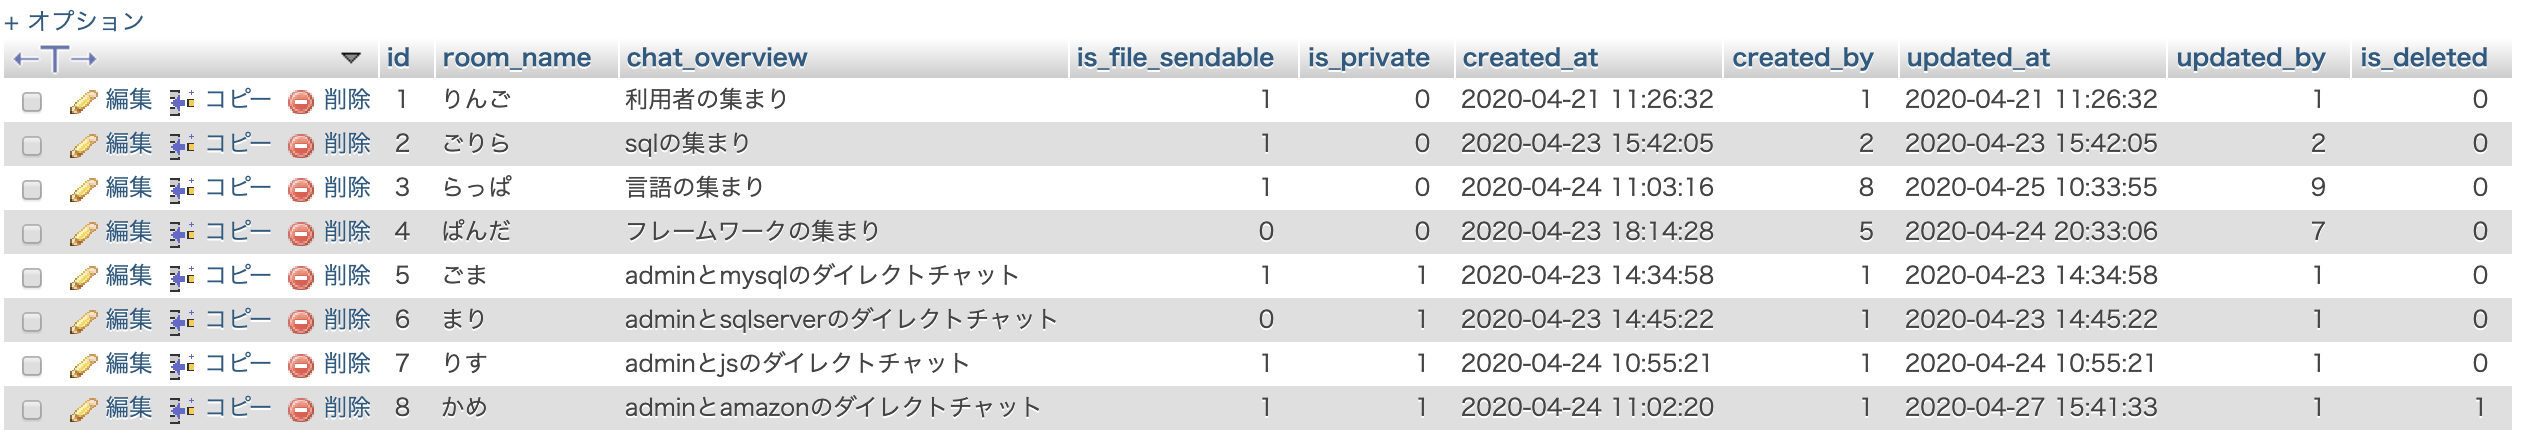 + オプション
←T→ ▼ id room_name chat_overview is_file_sendable is_private created_at created_by updated_at updated_by is_deleted
編集 コピー 削除 1 りんご 利用者の集まり 1 0 2020-04-21 11:26:32 1 2020-04-21 11:26:32 1 0
編集 コピー 削除 2 ごりら sqlの集まり 1 0 2020-04-23 15:42:05 2 2020-04-23 15:42:05 2 0
編集 コピー 削除 3 らっぱ 言語の集まり 1 0 2020-04-24 11:03:16 8 2020-04-25 10:33:55 9 0
編集 コピー 削除 4 ぱんだ フレームワークの集まり 0 0 2020-04-23 18:14:28 5 2020-04-24 20:33:06 7 0
編集 コピー 削除 5 ごま adminとmysqlのダイレクトチャット 1 1 2020-04-23 14:34:58 1 2020-04-23 14:34:58 1 0
編集 コピー 削除 6 まり adminとsqlserverのダイレクトチャット 0 1 2020-04-23 14:45:22 1 2020-04-23 14:45:22 1 0
編集 コピー 削除 7 りす adminとjsのダイレクトチャット 1 1 2020-04-24 10:55:21 1 2020-04-24 10:55:21 1 0
編集 コピー 削除 8 かめ adminとamazonのダイレクトチャット 1 1 2020-04-24 11:02:20 1 2020-04-27 15:41:33 1 1